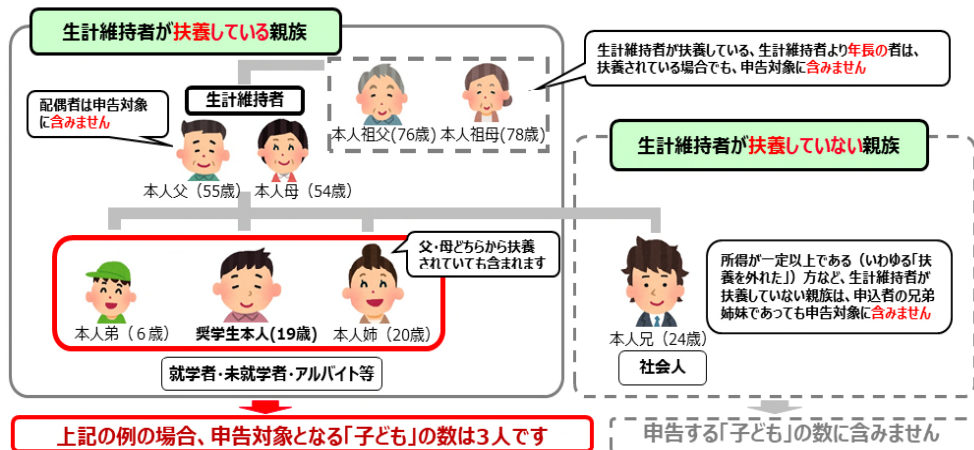 生計維持者が扶養している親族
生計維持者が扶養している、生計維持者より年長の者は、
扶養されている場合でも、申告対象に含みません
配偶者は申告対象
に含みません
生計維持者
本人祖父(76歳)
本人祖母(78歳)
本人父（55歳）
本人母（54歳）
生計維持者が扶養していない親族
父・母どちらから扶養
されていても含まれます
本人弟（６歳）
奨学生本人(19歳)
本人姉（20歳）
就学者・未就学者・アルバイト等
本人兄（24歳）
社会人
所得が一定以上である（いわゆる「扶
養を外れた」）方など、生計維持者が
扶養していない親族は、申込者の兄弟
姉妹であっても申告対象に含みません
上記の例の場合、申告対象となる「子ども」の数は３人です
申告する「子ども」の数に含みません